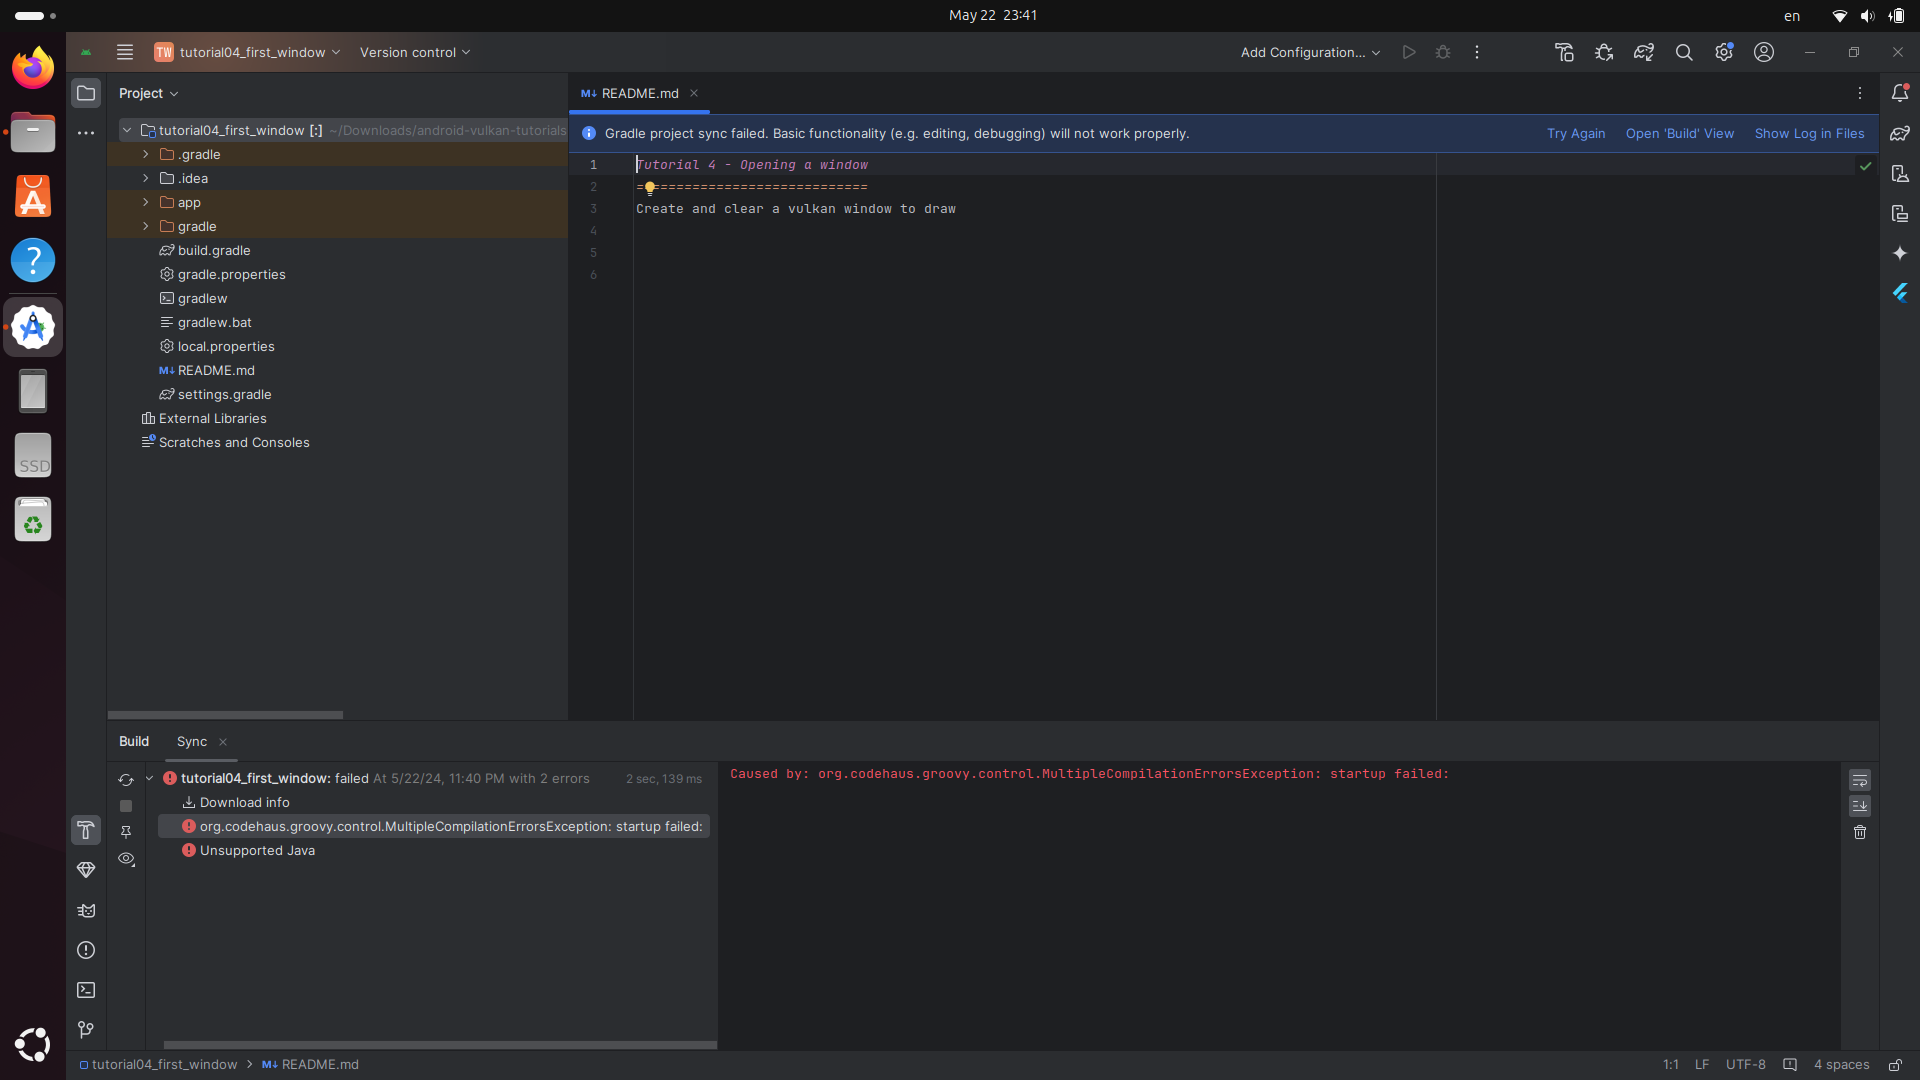 May 22 23:41
en
TW tutorial04_first_window
Version control
Add Configuration...
Project
README.md
tutorial04_first_window [:] ~/Downloads/android-vulkan-tutorials
.gradle
.idea
app
gradle
build.gradle
gradle.properties
gradlew
gradlew.bat
local.properties
README.md
settings.gradle
External Libraries
Scratches and Consoles
Gradle project sync failed. Basic functionality (e.g. editing, debugging) will not work properly.
Try Again
Open 'Build' View
Show Log in Files
1 Tutorial 4 - Opening a window
2 =============================
3 Create and clear a vulkan window to draw
4
5
6
SSD
Build
Sync
tutorial04_first_window: failed At 5/22/24, 11:40 PM with 2 errors 2 sec, 139 ms
Download info
org.codehaus.groovy.control.MultipleCompilationErrorsException: startup failed:
Unsupported Java
Caused by: org.codehaus.groovy.control.MultipleCompilationErrorsException: startup failed:
tutorial04_first_window > README.md
1:1
LF
UTF-8
4 spaces